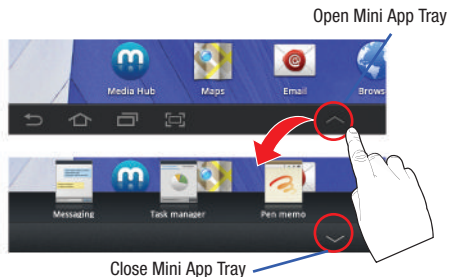 Open Mini App Tray
Media Hub Maps Email Brows
Messaging Task manager Pen memo
Close Mini App Tray